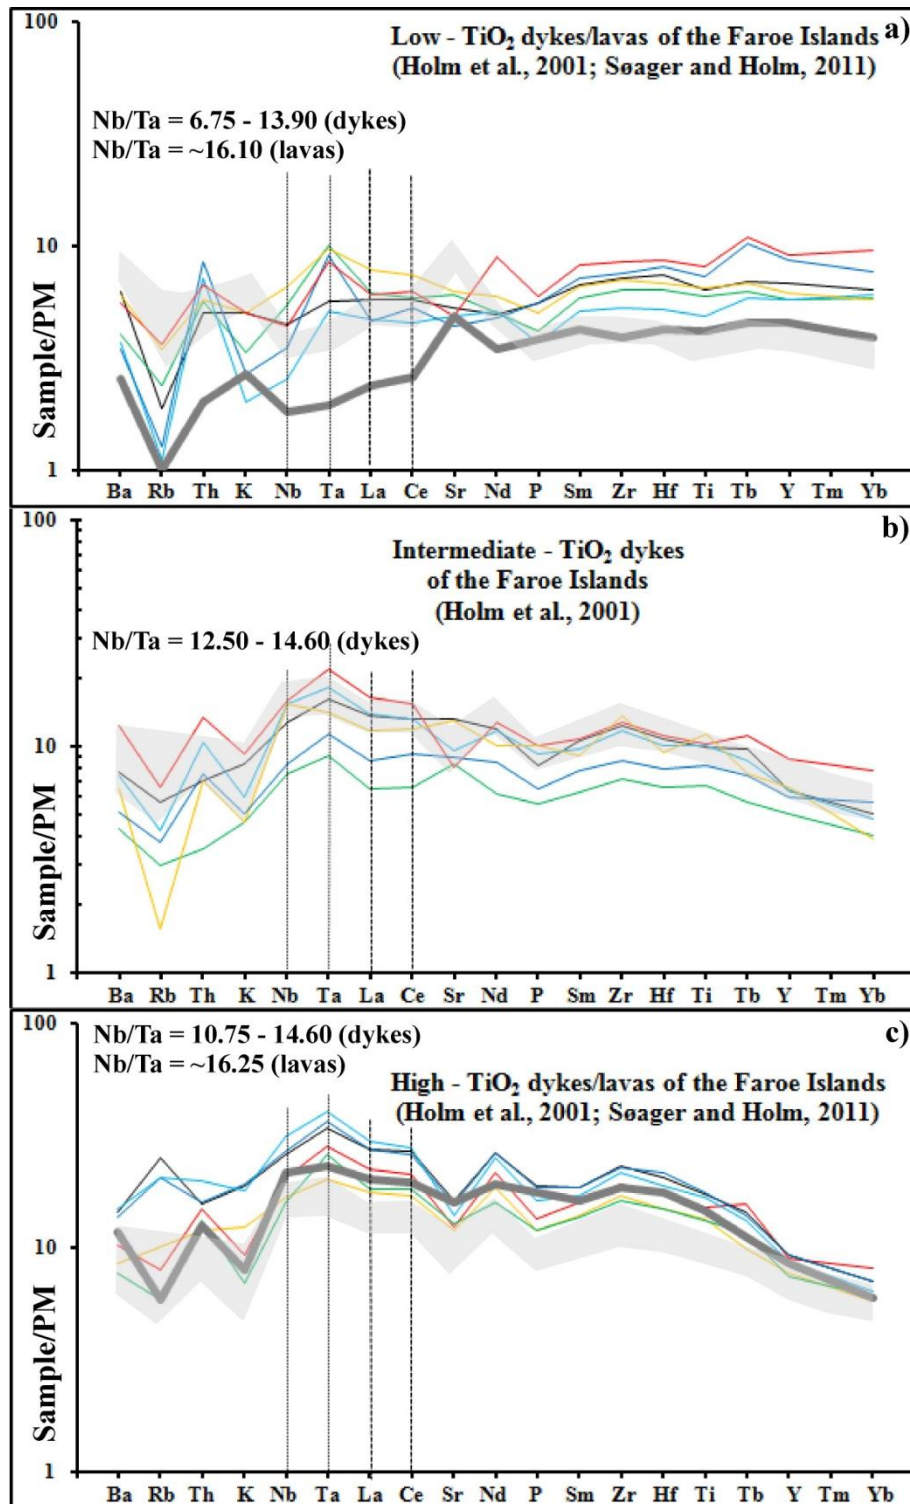 100
a)
Low - TiO₂ dykes/lavas of the Faroe Islands
(Holm et al., 2001; Søager and Holm, 2011)
Nb/Ta = 6.75 - 13.90 (dykes)
Nb/Ta = ~16.10 (lavas)
10
Sample/PM
1
Ba Rb Th K Nb Ta La Ce Sr Nd P Sm Zr Hf Ti Tb Y Tm Yb
100
b)
Intermediate - TiO₂ dykes
of the Faroe Islands
(Holm et al., 2001)
Nb/Ta = 12.50 - 14.60 (dykes)
10
Sample/PM
1
Ba Rb Th K Nb Ta La Ce Sr Nd P Sm Zr Hf Ti Tb Y Tm Yb
100
c)
Nb/Ta = 10.75 - 14.60 (dykes)
Nb/Ta = ~16.25 (lavas)
High - TiO₂ dykes/lavas of the Faroe Islands
(Holm et al., 2001; Søager and Holm, 2011)
10
Sample/PM
1
Ba Rb Th K Nb Ta La Ce Sr Nd P Sm Zr Hf Ti Tb Y Tm Yb